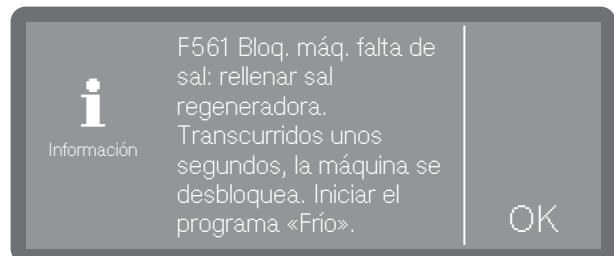 F561 Bloq. máq. falta de
sal: rellenar sal
regeneradora.
Transcurridos unos
segundos, la máquina se
desbloquea. Iniciar el
programa «Frío».
i
Información
OK